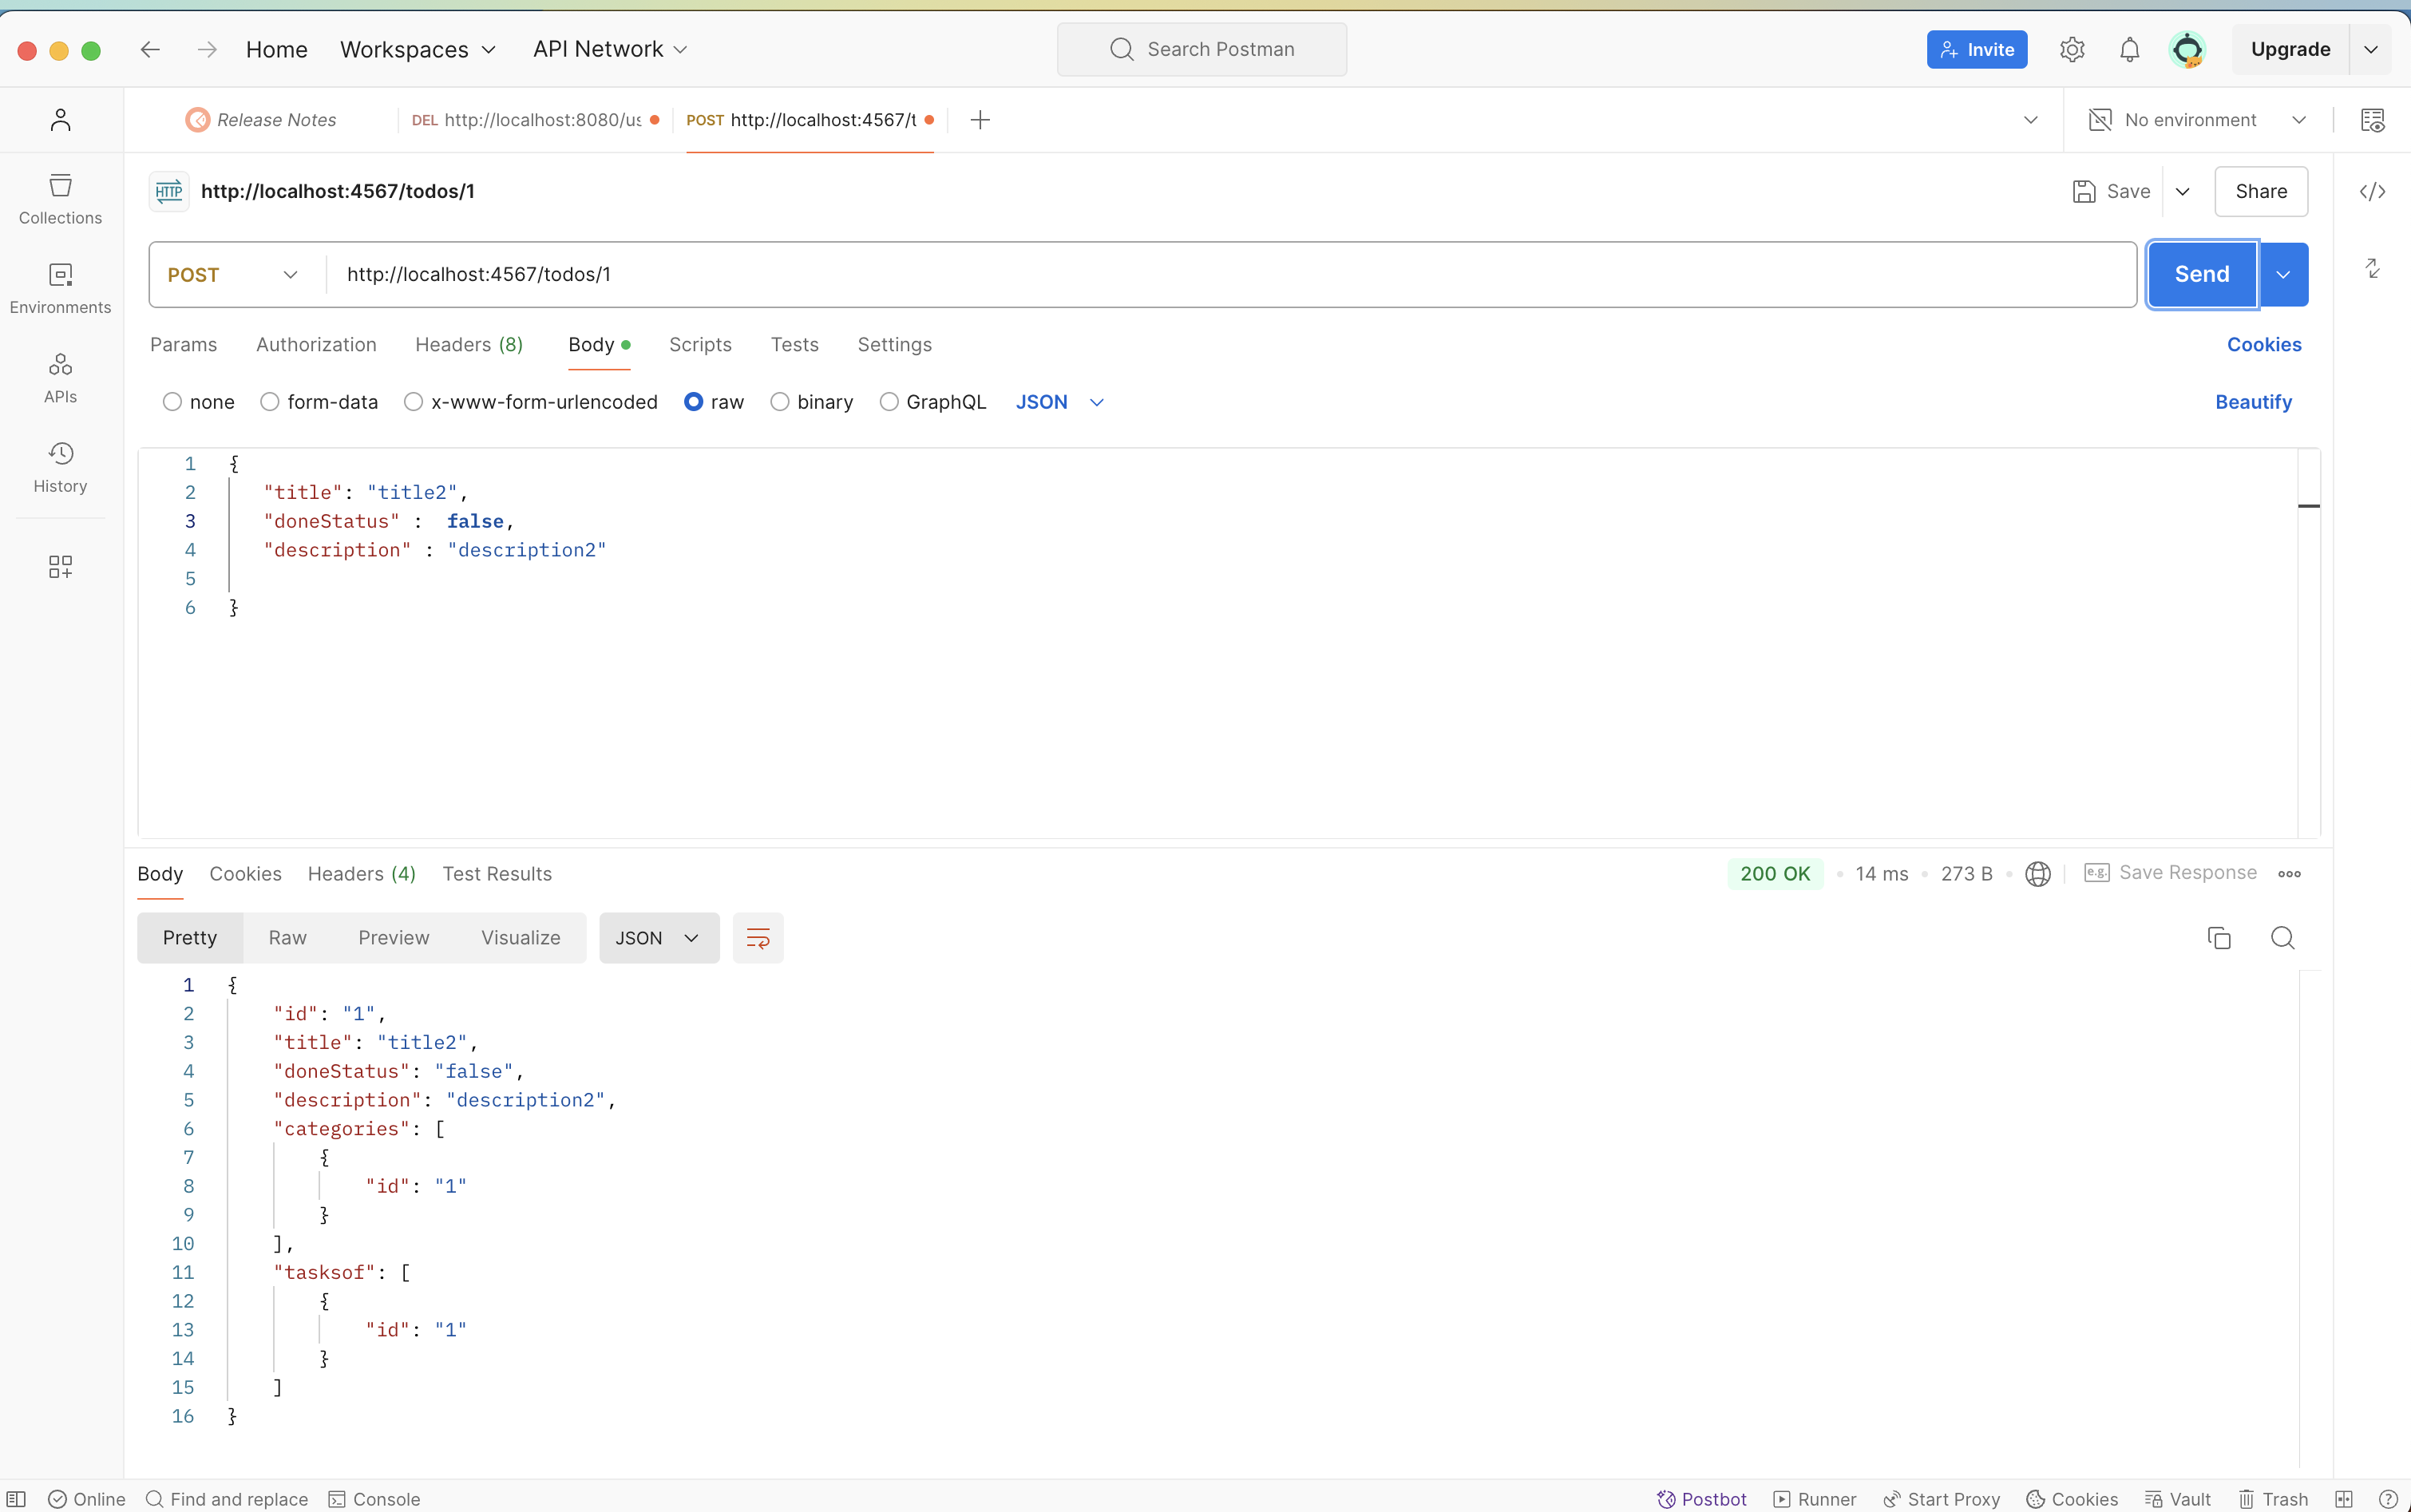 Home Workspaces API Network Search Postman Invite Upgrade
Release Notes DEL http://localhost:8080/us POST http://localhost:4567/t No environment
Collections
Environments
APIs
History
HTTP http://localhost:4567/todos/1 Save Share
POST http://localhost:4567/todos/1 Send
Params Authorization Headers (8) Body Scripts Tests Settings Cookies
none form-data x-www-form-urlencoded raw binary GraphQL JSON Beautify
1 {
2 "title": "title2",
3 "doneStatus" : false,
4 "description" : "description2"
5
6 }
Body Cookies Headers (4) Test Results 200 OK 14 ms 273 B e.g. Save Response
Pretty Raw Preview Visualize JSON
1 {
2 "id": "1",
3 "title": "title2",
4 "doneStatus": "false",
5 "description": "description2",
6 "categories": [
7 {
8 "id": "1"
9 }
10 ],
11 "tasksof": [
12 {
13 "id": "1"
14 }
15 ]
16 }
Online Find and replace Console Postbot Runner Start Proxy Cookies Vault Trash